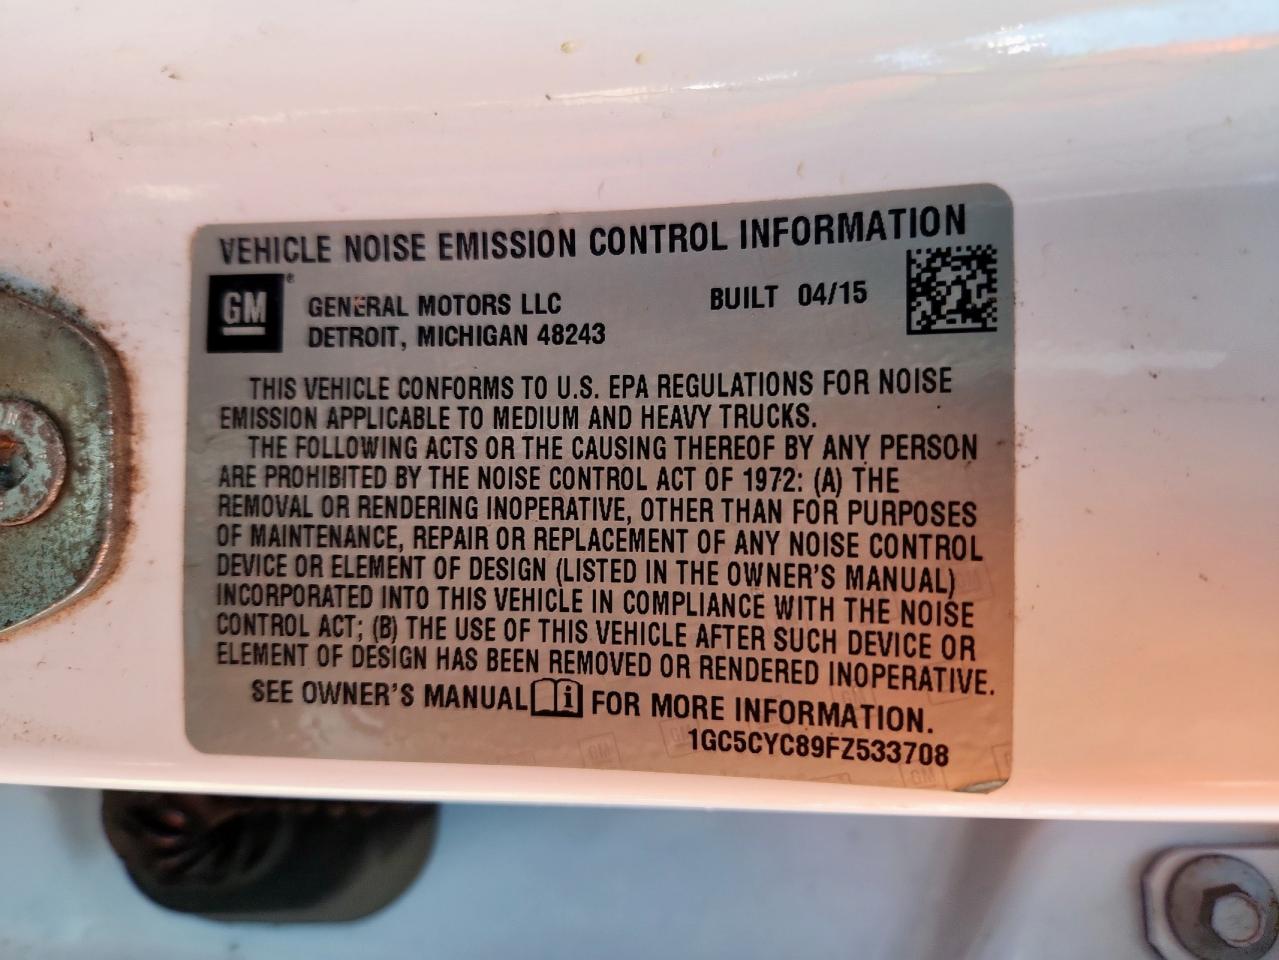 VEHICLE NOISE EMISSION CONTROL INFORMATION
GM®
GENERAL MOTORS LLC
BUILT 04/15
DETROIT, MICHIGAN 48243
THIS VEHICLE CONFORMS TO U.S. EPA REGULATIONS FOR NOISE
EMISSION APPLICABLE TO MEDIUM AND HEAVY TRUCKS.
THE FOLLOWING ACTS OR THE CAUSING THEREOF BY ANY PERSON
ARE PROHIBITED BY THE NOISE CONTROL ACT OF 1972: (A) THE
REMOVAL OR RENDERING INOPERATIVE, OTHER THAN FOR PURPOSES
OF MAINTENANCE, REPAIR OR REPLACEMENT OF ANY NOISE CONTROL
DEVICE OR ELEMENT OF DESIGN (LISTED IN THE OWNER'S MANUAL)
INCORPORATED INTO THIS VEHICLE IN COMPLIANCE WITH THE NOISE
CONTROL ACT; (B) THE USE OF THIS VEHICLE AFTER SUCH DEVICE OR
ELEMENT OF DESIGN HAS BEEN REMOVED OR RENDERED INOPERATIVE.
SEE OWNER'S MANUAL i FOR MORE INFORMATION.
1GC5CYC89FZ533708